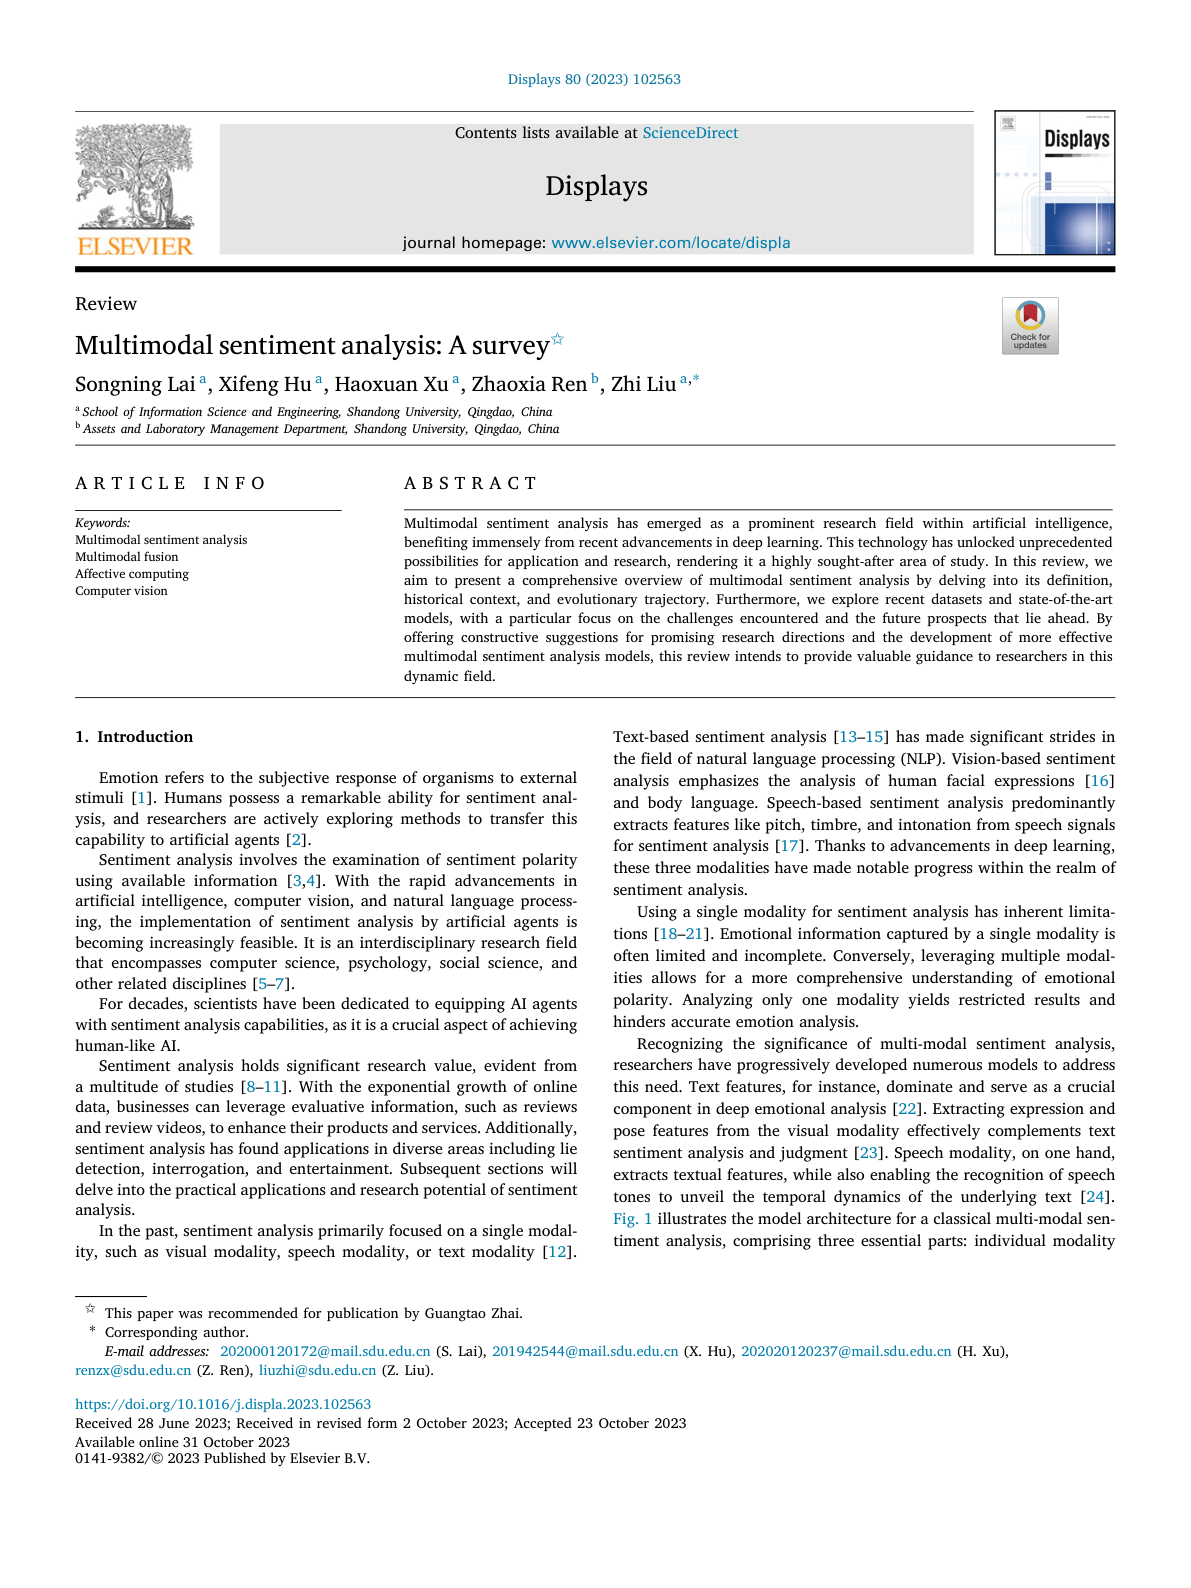 Displays 80 (2023) 102563
Contents lists available at ScienceDirect
Displays
journal homepage: www.elsevier.com/locate/displa
ELSEVIER
Displays
Review
Check for
updates
Multimodal sentiment analysis: A survey☆
Songning Lai a, Xifeng Hu a, Haoxuan Xu a, Zhaoxia Ren b, Zhi Liu a,*
a School of Information Science and Engineering, Shandong University, Qingdao, China
b Assets and Laboratory Management Department, Shandong University, Qingdao, China
ARTICLE INFO
Keywords:
Multimodal sentiment analysis
Multimodal fusion
Affective computing
Computer vision
ABSTRACT
Multimodal sentiment analysis has emerged as a prominent research field within artificial intelligence,
benefiting immensely from recent advancements in deep learning. This technology has unlocked unprecedented
possibilities for application and research, rendering it a highly sought-after area of study. In this review, we
aim to present a comprehensive overview of multimodal sentiment analysis by delving into its definition,
historical context, and evolutionary trajectory. Furthermore, we explore recent datasets and state-of-the-art
models, with a particular focus on the challenges encountered and the future prospects that lie ahead. By
offering constructive suggestions for promising research directions and the development of more effective
multimodal sentiment analysis models, this review intends to provide valuable guidance to researchers in this
dynamic field.
1. Introduction
Emotion refers to the subjective response of organisms to external
stimuli [1]. Humans possess a remarkable ability for sentiment anal-
ysis, and researchers are actively exploring methods to transfer this
capability to artificial agents [2].
Sentiment analysis involves the examination of sentiment polarity
using available information [3,4]. With the rapid advancements in
artificial intelligence, computer vision, and natural language process-
ing, the implementation of sentiment analysis by artificial agents is
becoming increasingly feasible. It is an interdisciplinary research field
that encompasses computer science, psychology, social science, and
other related disciplines [5–7].
For decades, scientists have been dedicated to equipping AI agents
with sentiment analysis capabilities, as it is a crucial aspect of achieving
human-like AI.
Sentiment analysis holds significant research value, evident from
a multitude of studies [8–11]. With the exponential growth of online
data, businesses can leverage evaluative information, such as reviews
and review videos, to enhance their products and services. Additionally,
sentiment analysis has found applications in diverse areas including lie
detection, interrogation, and entertainment. Subsequent sections will
delve into the practical applications and research potential of sentiment
analysis.
In the past, sentiment analysis primarily focused on a single modal-
ity, such as visual modality, speech modality, or text modality [12].
Text-based sentiment analysis [13–15] has made significant strides in
the field of natural language processing (NLP). Vision-based sentiment
analysis emphasizes the analysis of human facial expressions [16]
and body language. Speech-based sentiment analysis predominantly
extracts features like pitch, timbre, and intonation from speech signals
for sentiment analysis [17]. Thanks to advancements in deep learning,
these three modalities have made notable progress within the realm of
sentiment analysis.
Using a single modality for sentiment analysis has inherent limita-
tions [18–21]. Emotional information captured by a single modality is
often limited and incomplete. Conversely, leveraging multiple modal-
ities allows for a more comprehensive understanding of emotional
polarity. Analyzing only one modality yields restricted results and
hinders accurate emotion analysis.
Recognizing the significance of multi-modal sentiment analysis,
researchers have progressively developed numerous models to address
this need. Text features, for instance, dominate and serve as a crucial
component in deep emotional analysis [22]. Extracting expression and
pose features from the visual modality effectively complements text
sentiment analysis and judgment [23]. Speech modality, on one hand,
extracts textual features, while also enabling the recognition of speech
tones to unveil the temporal dynamics of the underlying text [24].
Fig. 1 illustrates the model architecture for a classical multi-modal sen-
timent analysis, comprising three essential parts: individual modality
☆ This paper was recommended for publication by Guangtao Zhai.
* Corresponding author.
E-mail addresses: 202000120172@mail.sdu.edu.cn (S. Lai), 201942544@mail.sdu.edu.cn (X. Hu), 202020120237@mail.sdu.edu.cn (H. Xu),
renzx@sdu.edu.cn (Z. Ren), liuzhi@sdu.edu.cn (Z. Liu).
https://doi.org/10.1016/j.displa.2023.102563
Received 28 June 2023; Received in revised form 2 October 2023; Accepted 23 October 2023
Available online 31 October 2023
0141-9382/© 2023 Published by Elsevier B.V.